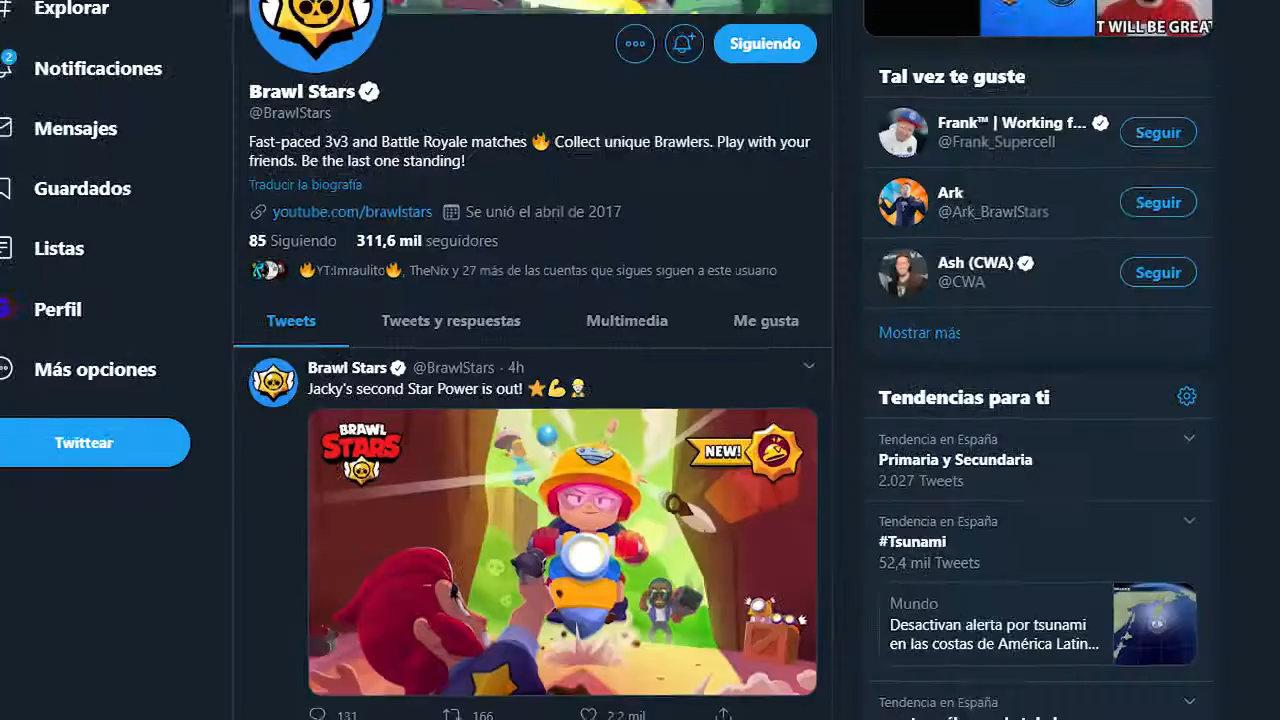 Explorar
2
Notificaciones
Mensajes
Guardados
Listas
Perfil
Más opciones
Twittear
Siguiendo
Brawl Stars
@BrawlStars
Fast-paced 3v3 and Battle Royale matches 🔥 Collect unique Brawlers. Play with your
friends. Be the last one standing!
Traducir la biografía
youtube.com/brawlstars Se unió el abril de 2017
85 Siguiendo 311,6 mil seguidores
🔥YT:Imraulito🔥, TheNix y 27 más de las cuentas que sigues siguen a este usuario
Tweets Tweets y respuestas Multimedia Me gusta
Brawl Stars @BrawlStars · 4h
Jacky's second Star Power is out! ⭐💪👷
BRAWL
STARS
NEW!
131 166 2,2 mil
T WILL BE GREAT
Tal vez te guste
Frank™ | Working f...
@Frank_Supercell
Seguir
Ark
@Ark_BrawlStars
Seguir
Ash (CWA)
@CWA
Seguir
Mostrar más
Tendencias para ti
Tendencia en España
Primaria y Secundaria
2.027 Tweets
Tendencia en España
#Tsunami
52,4 mil Tweets
Mundo
Desactivan alerta por tsunami
en las costas de América Latin...
Tendencia en España